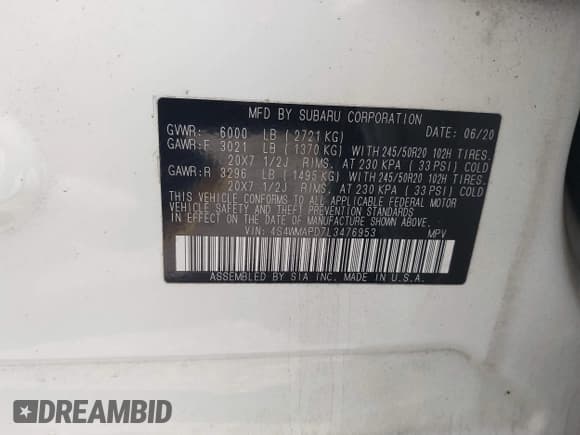 MFD BY SUBARU CORPORATION
GVWR: 6000 LB (2721 KG) DATE: 06/20
GAWR:F 3021 LB (1370 KG) WITH 245/50R20 102H TIRES.
20X7 1/2J RIMS. AT 230 KPA (33 PSI) COLD
GAWR:R 3296 LB (1495 KG) WITH 245/50R20 102H TIRES.
20X7 1/2J RIMS. AT 230 KPA (33 PSI) COLD
THIS VEHICLE CONFORMS TO ALL APPLICABLE FEDERAL MOTOR
VEHICLE SAFETY AND THEFT PREVENTION STANDARDS IN EFFECT
ON THE DATE OF MANUFACTURE SHOWN ABOVE.
VIN: 4S4WMAPD7L3476953 MPV
ASSEMBLED BY SIA INC. MADE IN U.S.A.
DREAMBID